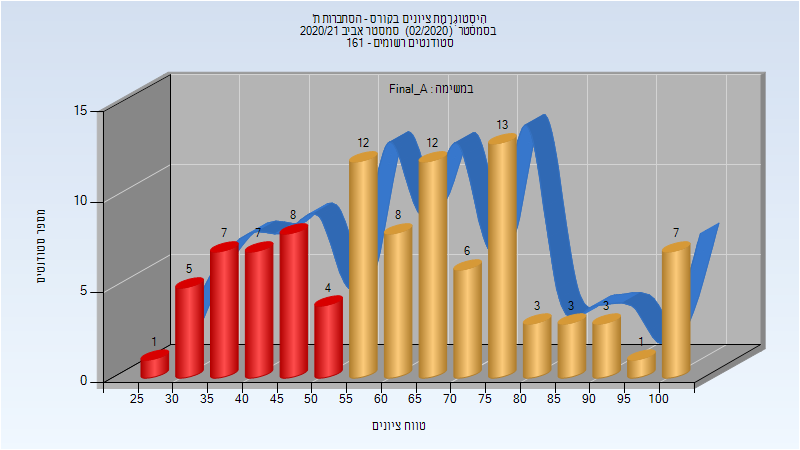 היסטוגרמת ציונים בקורס - הסתברות ת'
בסמסטר (02/2020) סמסטר אביב 2020/21
סטודנטים רשומים - 161
במשימה : Final_A
מספר סטודנטים
15
10
5
0
1
5
7
7
8
4
12
8
12
6
13
3
3
3
1
7
25 30 35 40 45 50 55 60 65 70 75 80 85 90 95 100
טווח ציונים